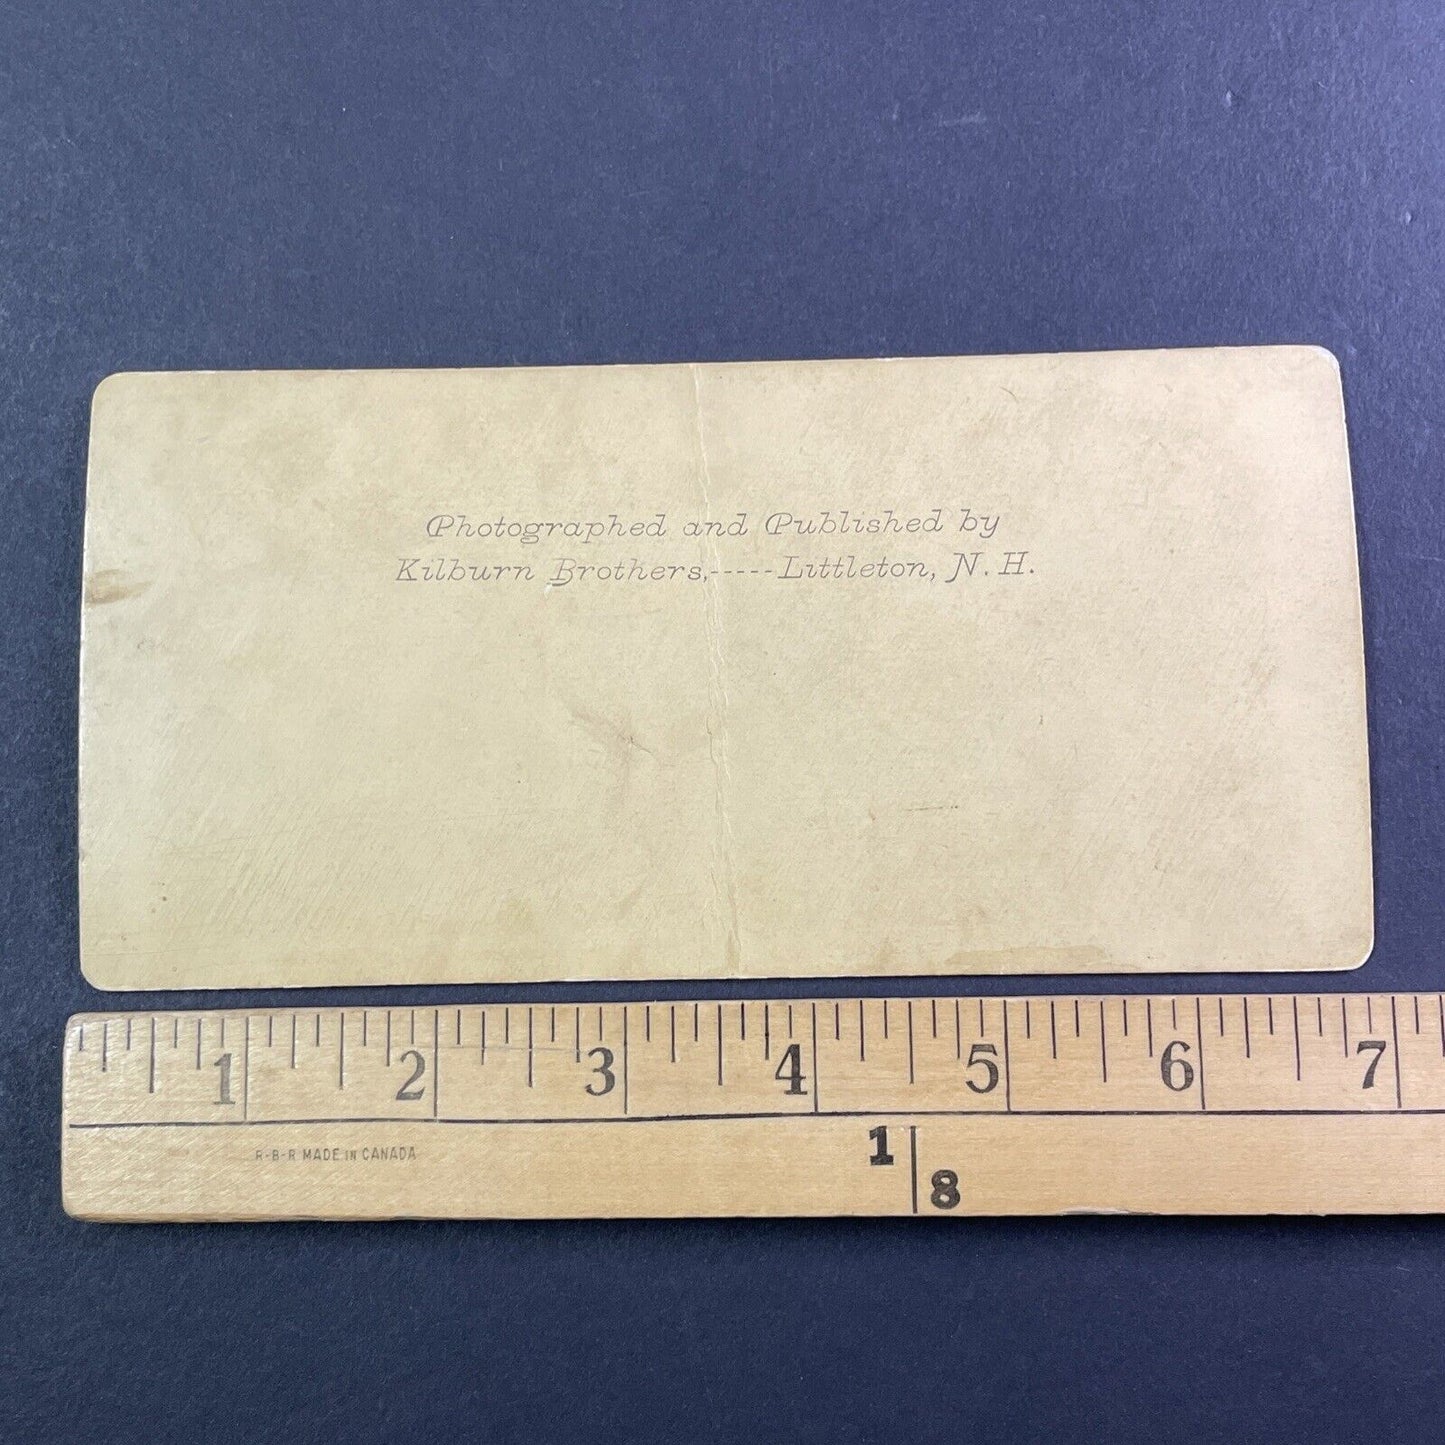 Photographed and Published by
Kilburn Brothers,-----Littleton, N. H.
1 2 3 4 5 6 7
R-B-R MADE IN CANADA
1
8